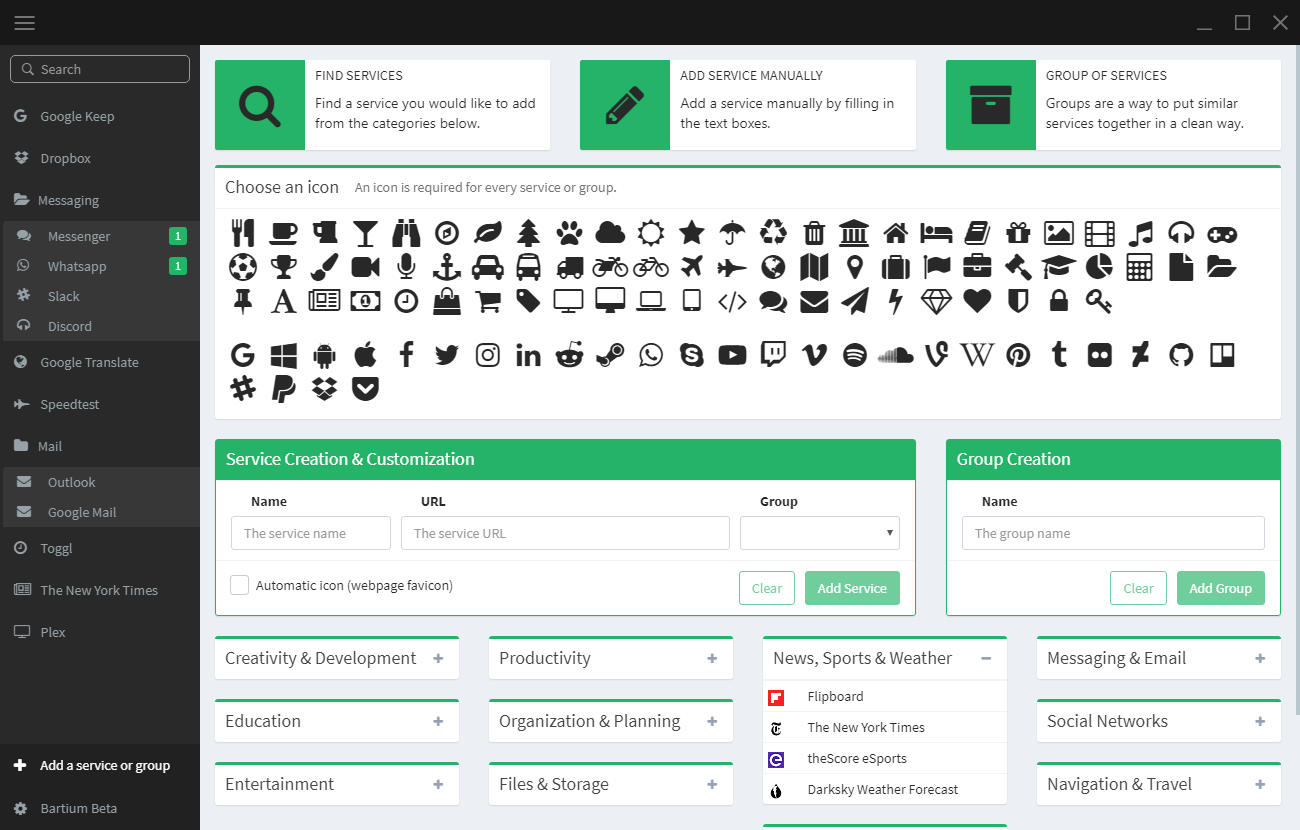 Search
Google Keep
Dropbox
Messaging
Messenger 1
Whatsapp 1
Slack
Discord
Google Translate
Speedtest
Mail
Outlook
Google Mail
Toggl
The New York Times
Plex
Add a service or group
Bartium Beta
FIND SERVICES
Find a service you would like to add
from the categories below.
ADD SERVICE MANUALLY
Add a service manually by filling in
the text boxes.
GROUP OF SERVICES
Groups are a way to put similar
services together in a clean way.
Choose an icon An icon is required for every service or group.
Service Creation & Customization
Name URL Group
The service name The service URL
Automatic icon (webpage favicon) Clear Add Service
Group Creation
Name
The group name
Clear Add Group
Creativity & Development
Education
Entertainment
Productivity
Organization & Planning
Files & Storage
News, Sports & Weather
Flipboard
The New York Times
theScore eSports
Darksky Weather Forecast
Messaging & Email
Social Networks
Navigation & Travel